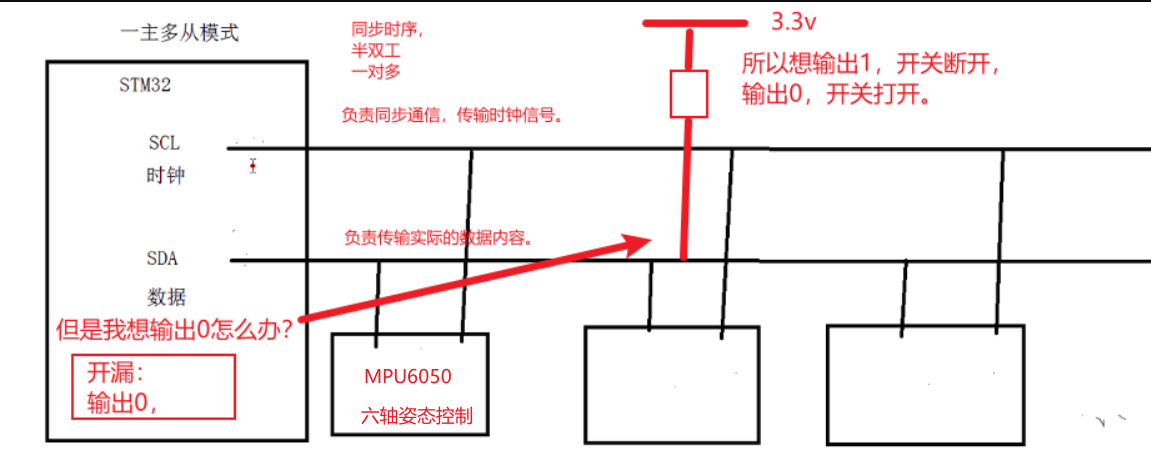 一主多从模式
同步时序，
半双工
一对多
3.3v
所以想输出1，开关断开，
输出0，开关打开。
STM32
负责同步通信，传输时钟信号。
SCL
时钟
负责传输实际的数据内容。
SDA
数据
但是我想输出0怎么办？
开漏：
输出0，
MPU6050
六轴姿态控制